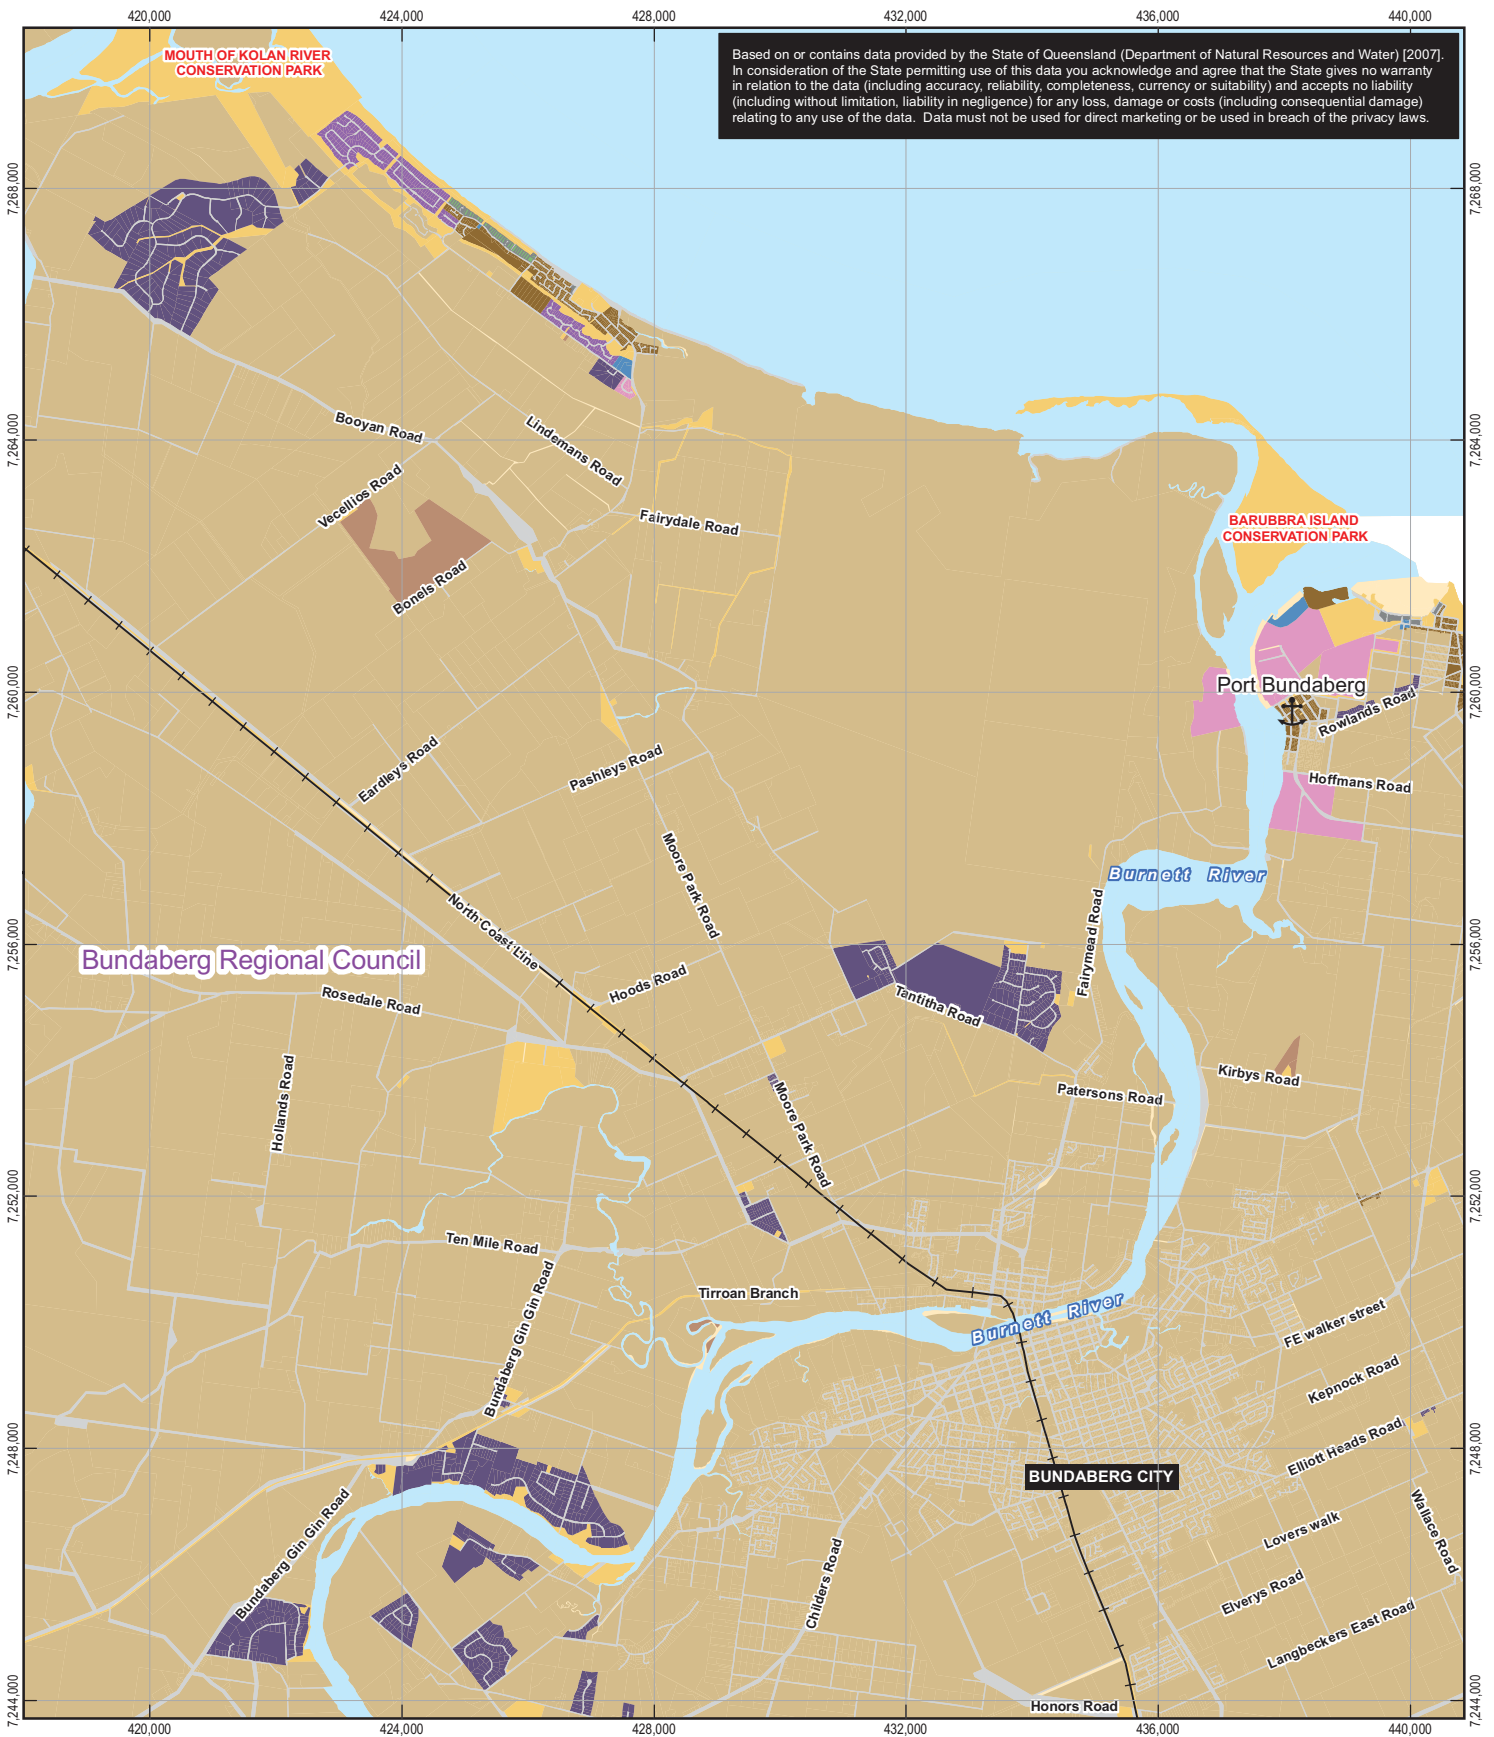 420,000
424,000
428,000
432,000
436,000
440,000
MOUTH OF KOLAN RIVER
CONSERVATION PARK
Based on or contains data provided by the State of Queensland (Department of Natural Resources and Water) [2007].
In consideration of the State permitting use of this data you acknowledge and agree that the State gives no warranty
in relation to the data (including accuracy, reliability, completeness, currency or suitability) and accepts no liability
(including without limitation, liability in negligence) for any loss, damage or costs (including consequential damage)
relating to any use of the data. Data must not be used for direct marketing or be used in breach of the privacy laws.
7,268,000
7,268,000
Booyan Road
Lindemans Road
7,264,000
7,264,000
Vecellios Road
Fairydale Road
BARUBBRA ISLAND
CONSERVATION PARK
Bonels Road
7,260,000
7,260,000
Port Bundaberg
Rowlands Road
Eardleys Road
Pashleys Road
Hoffmans Road
Moore Park Road
Burnett River
North Coast Line
Fairymead Road
7,256,000
7,256,000
Bundaberg Regional Council
Rosedale Road
Hoods Road
Tantitha Road
Hollands Road
Moore Park Road
Patersons Road
Kirbys Road
7,252,000
7,252,000
Ten Mile Road
Bundaberg Gin Gin Road
Tirroan Branch
Burnett River
FE walker street
Kepnock Road
7,248,000
7,248,000
Elliott Heads Road
BUNDABERG CITY
Bundaberg Gin Gin Road
Lovers walk
Wallace Road
Childers Road
Elverys Road
Langbeckers East Road
7,244,000
7,244,000
Honors Road
420,000
424,000
428,000
432,000
436,000
440,000